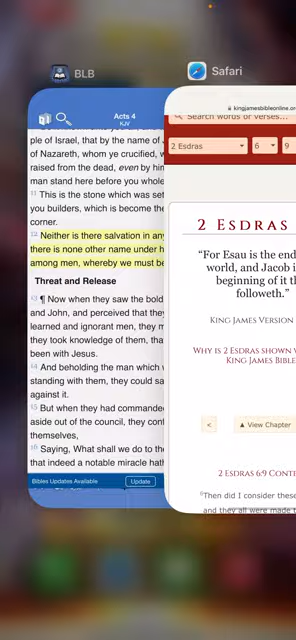 BLB
Acts 4
KJV
ple of Israel, that by the name of
of Nazareth, whom ye crucified, w
raised from the dead, even by hi
man stand here before you whole
11 This is the stone which was set
you builders, which is become the
corner.
12 Neither is there salvation in any
there is none other name under h
among men, whereby we must be
Threat and Release
13 ¶ Now when they saw the bold
and John, and perceived that they
learned and ignorant men, they m
they took knowledge of them, tha
been with Jesus.
14 And beholding the man which
standing with them, they could sa
against it.
15 But when they had commande
aside out of the council, they conf
themselves,
16 Saying, What shall we do to the
that indeed a notable miracle hath
Bibles Updates Available
Update
Safari
kingjamesbibleonline.o
Search words or verses...
2 Esdras
6
9
2 Esdras
“For Esau is the end
world, and Jacob i
beginning of it th
followeth.”
King James Version
Why is 2 Esdras shown
King James Bible
<
▲ View Chapter
2 Esdras 6:9 Conte
6Then did I consider these
and they all were made t